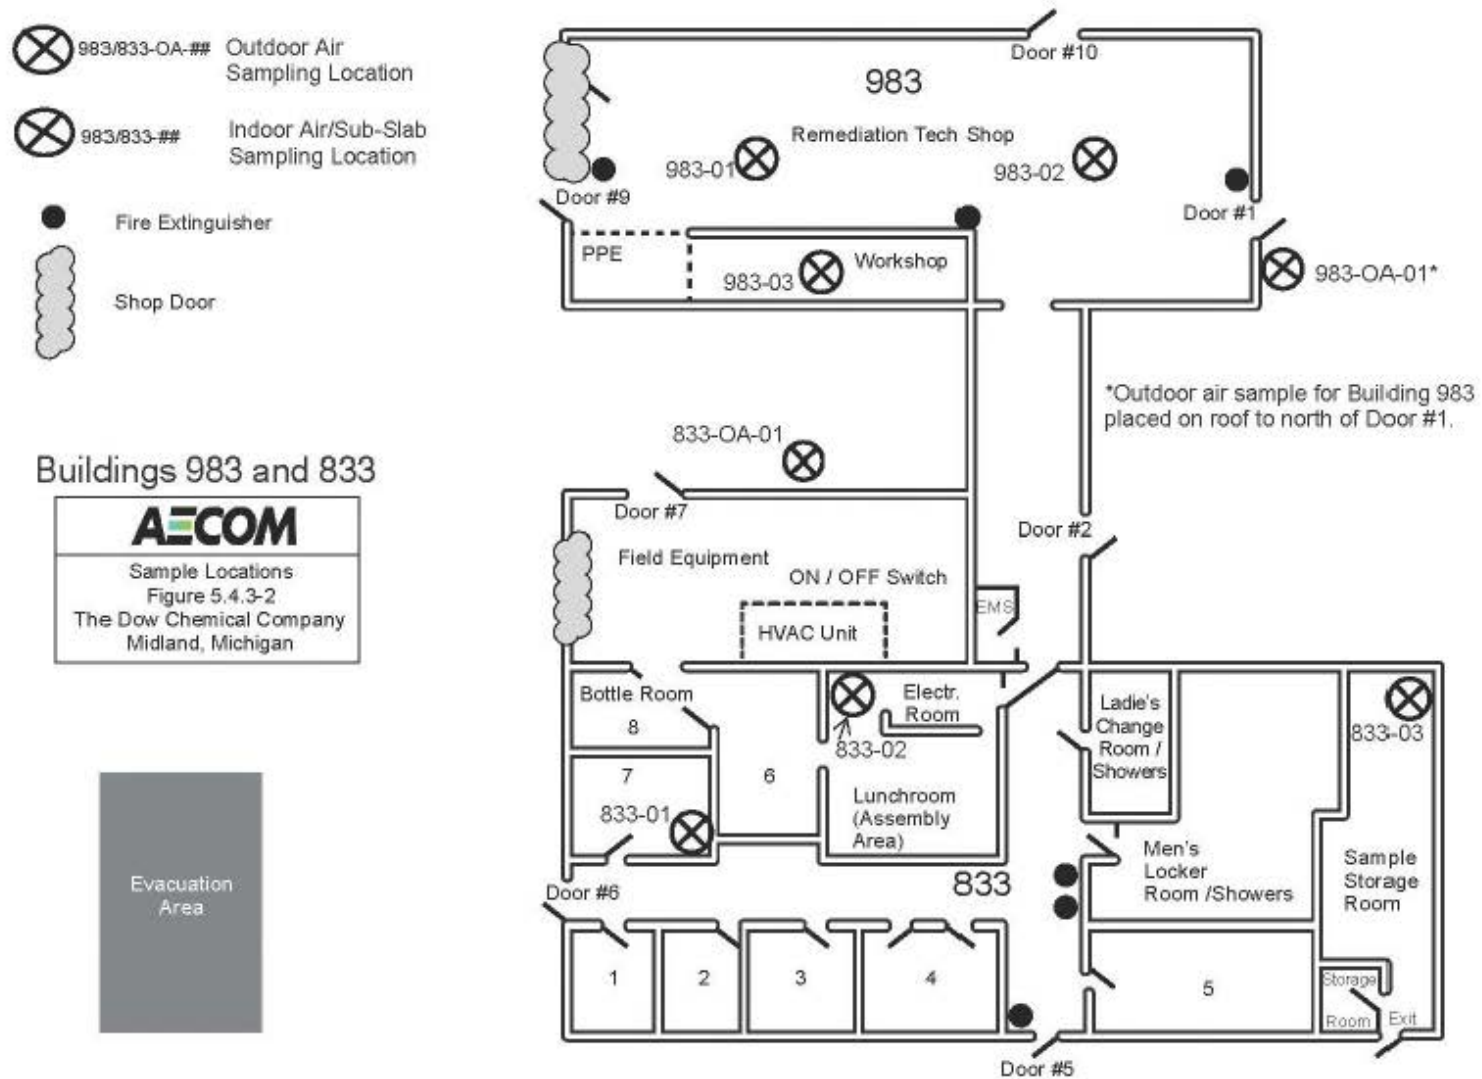 983/833-OA-## Outdoor Air
Sampling Location
983/833-## Indoor Air/Sub-Slab
Sampling Location
Fire Extinguisher
Shop Door
Buildings 983 and 833
AECOM
Sample Locations
Figure 5.4.3-2
The Dow Chemical Company
Midland, Michigan
Evacuation
Area
Door #10
983
Remediation Tech Shop
983-01
983-02
Door #9
Door #1
PPE
Workshop
983-03
983-OA-01*
*Outdoor air sample for Building 983
placed on roof to north of Door #1.
833-OA-01
Door #7
Door #2
Field Equipment
ON / OFF Switch
EMS
HVAC Unit
Bottle Room
8
Electr.
Room
833-02
Ladie's
Change
Room /
Showers
833-03
7
6
833-01
Lunchroom
(Assembly
Area)
Men's
Locker
Room /Showers
Sample
Storage
Room
Door #6
833
1
2
3
4
5
Storage
Room
Exit
Door #5